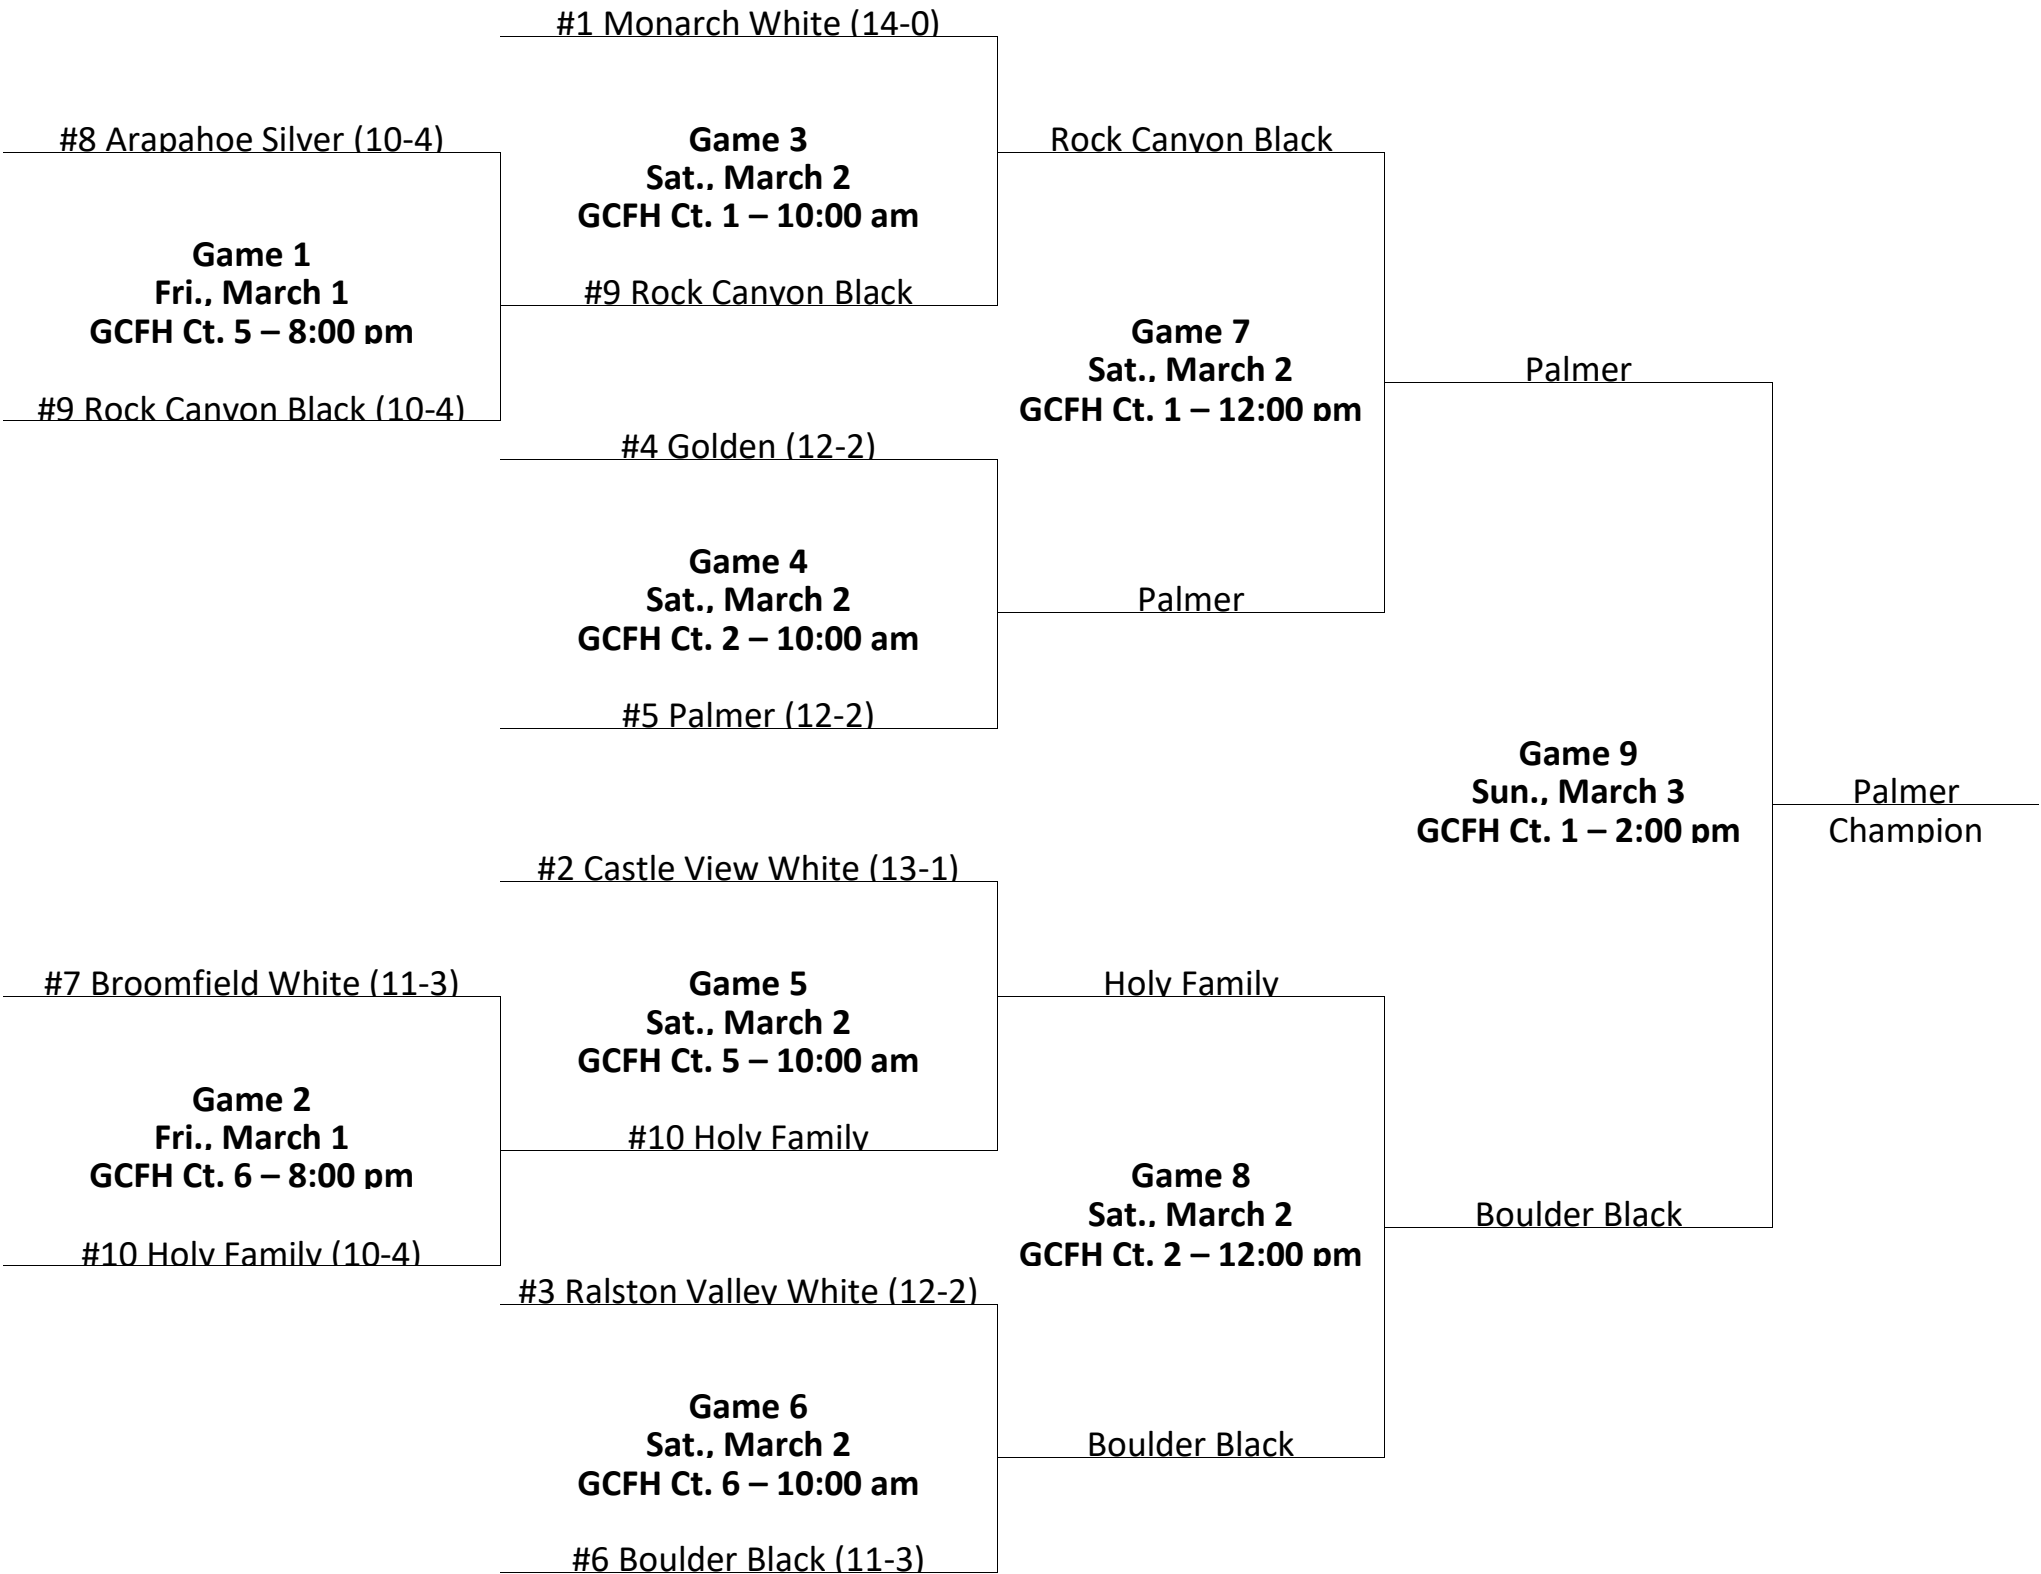 #1 Monarch White (14-0)
#8 Arapahoe Silver (10-4)
Game 3
Sat., March 2
GCFH Ct. 1 – 10:00 am
Rock Canyon Black
Game 1
Fri., March 1
GCFH Ct. 5 – 8:00 pm
#9 Rock Canyon Black
Game 7
Sat., March 2
GCFH Ct. 1 – 12:00 pm
Palmer
#9 Rock Canyon Black (10-4)
#4 Golden (12-2)
Game 4
Sat., March 2
GCFH Ct. 2 – 10:00 am
Palmer
#5 Palmer (12-2)
Game 9
Sun., March 3
GCFH Ct. 1 – 2:00 pm
Palmer
Champion
#2 Castle View White (13-1)
#7 Broomfield White (11-3)
Game 5
Sat., March 2
GCFH Ct. 5 – 10:00 am
Holy Family
Game 2
Fri., March 1
GCFH Ct. 6 – 8:00 pm
#10 Holy Family
Game 8
Sat., March 2
GCFH Ct. 2 – 12:00 pm
Boulder Black
#10 Holy Family (10-4)
#3 Ralston Valley White (12-2)
Game 6
Sat., March 2
GCFH Ct. 6 – 10:00 am
Boulder Black
#6 Boulder Black (11-3)